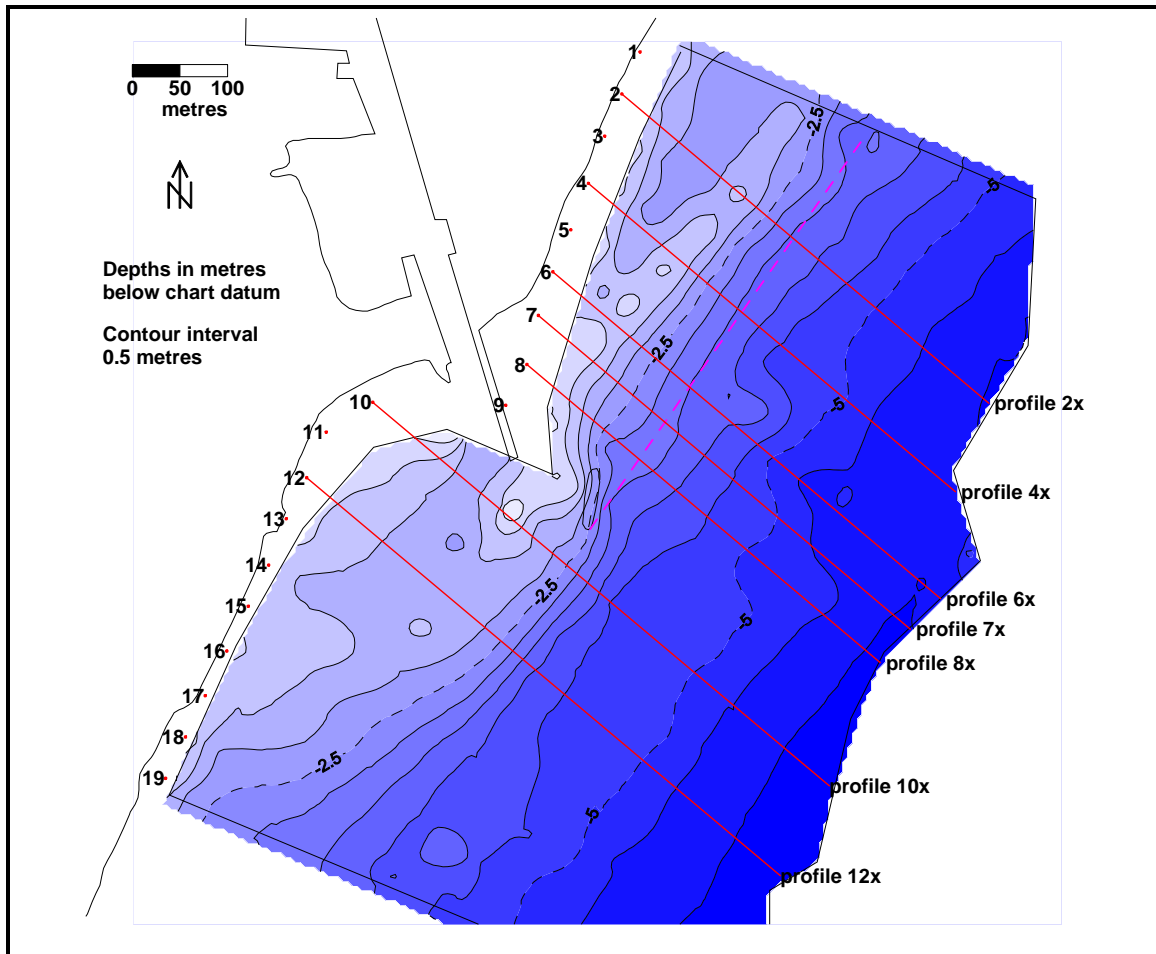 1
0 50 100
metres
2
-2.5
3
4
-5
N
5
Depths in metres
below chart datum
6
7
Contour interval
0.5 metres
-2.5
8
10
9
-5
profile 2x
11
12
profile 4x
13
14
-2.5
15
profile 6x
-5
profile 7x
16
profile 8x
17
18
-2.5
19
profile 10x
-5
profile 12x